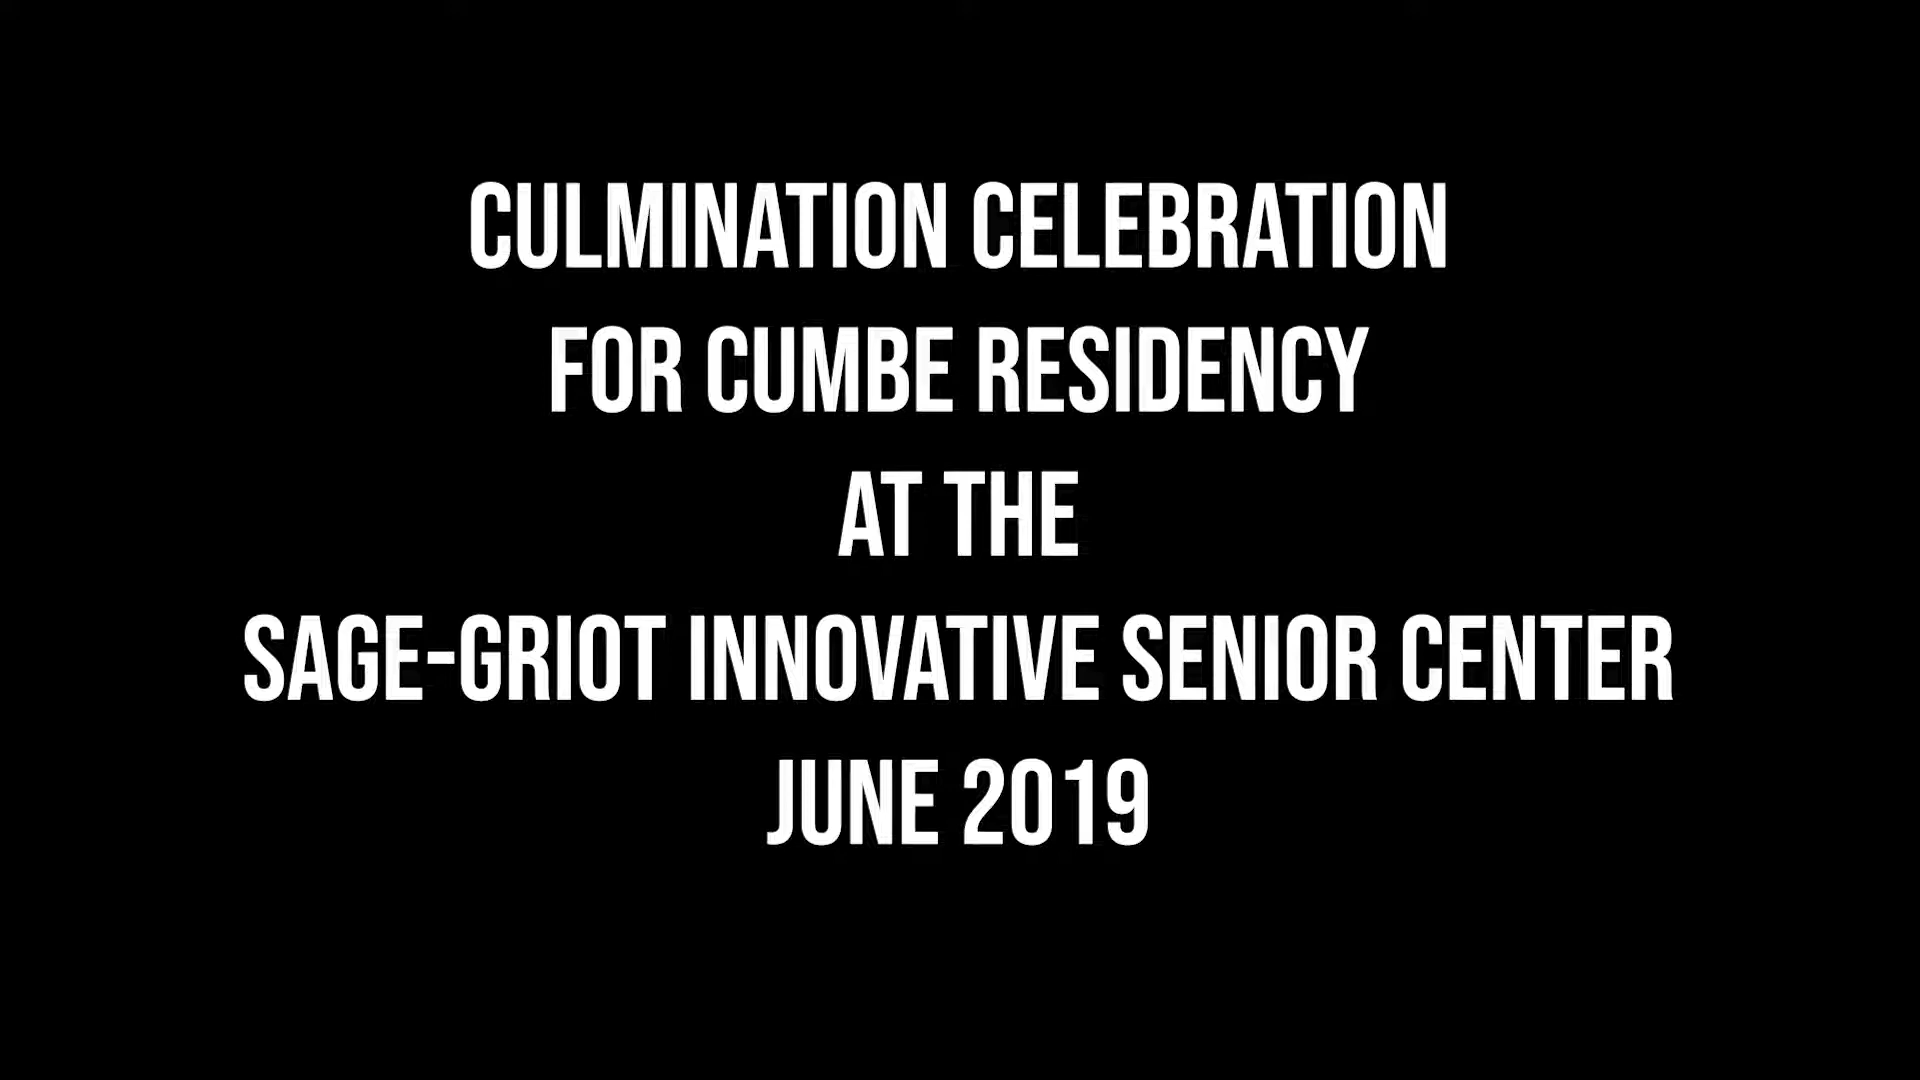 CULMINATION CELEBRATION
FOR CUMBE RESIDENCY
AT THE
SAGE-GRIOT INNOVATIVE SENIOR CENTER
JUNE 2019